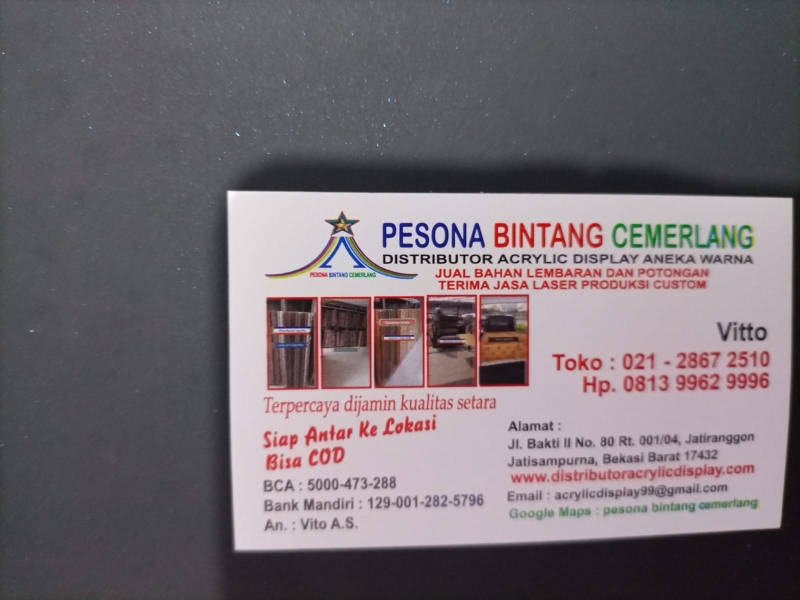 PESONA BINTANG CEMERLANG
PESONA BINTANG CEMERLANG
DISTRIBUTOR ACRYLIC DISPLAY ANEKA WARNA
JUAL BAHAN LEMBARAN DAN POTONGAN
TERIMA JASA LASER PRODUKSI CUSTOM
Vitto
Toko : 021 - 2867 2510
Hp. 0813 9962 9996
Terpercaya dijamin kualitas setara
Siap Antar Ke Lokasi
Bisa COD
BCA : 5000-473-288
Bank Mandiri : 129-001-282-5796
An. : Vito A.S.
Alamat :
Jl. Bakti II No. 80 Rt. 001/04, Jatiranggon
Jatisampurna, Bekasi Barat 17432
www.distributoracrylicdisplay.com
Email : acrylicdisplay99@gmail.com
Google Maps : pesona bintang cemerlang